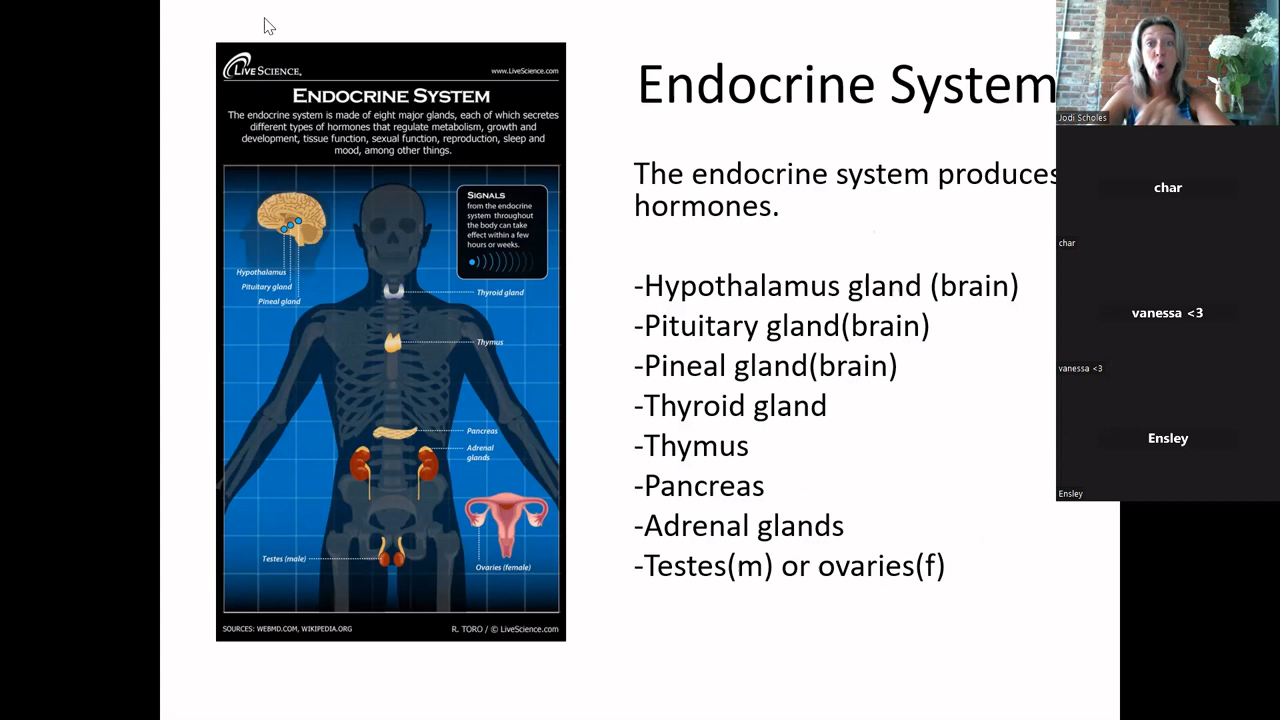 LIVESCIENCE.
www.LiveScience.com
ENDOCRINE SYSTEM
The endocrine system is made of eight major glands, each of which secretes
different types of hormones that regulate metabolism, growth and
development, tissue function, sexual function, reproduction, sleep and
mood, among other things.
SIGNALS
from the endocrine
system throughout
the body can take
effect within a few
hours or weeks.
Hypothalamus
Pituitary gland
Pineal gland
Thyroid gland
Thymus
Pancreas
Adrenal
glands
Testes (male)
Ovaries (female)
SOURCES: WEBMD.COM, WIKIPEDIA.ORG
R. TORO / © LiveScience.com
Endocrine System
The endocrine system produces
hormones.
-Hypothalamus gland (brain)
-Pituitary gland(brain)
-Pineal gland(brain)
-Thyroid gland
-Thymus
-Pancreas
-Adrenal glands
-Testes(m) or ovaries(f)
Jodi Scholes
char
char
vanessa <3
vanessa <3
Ensley
Ensley